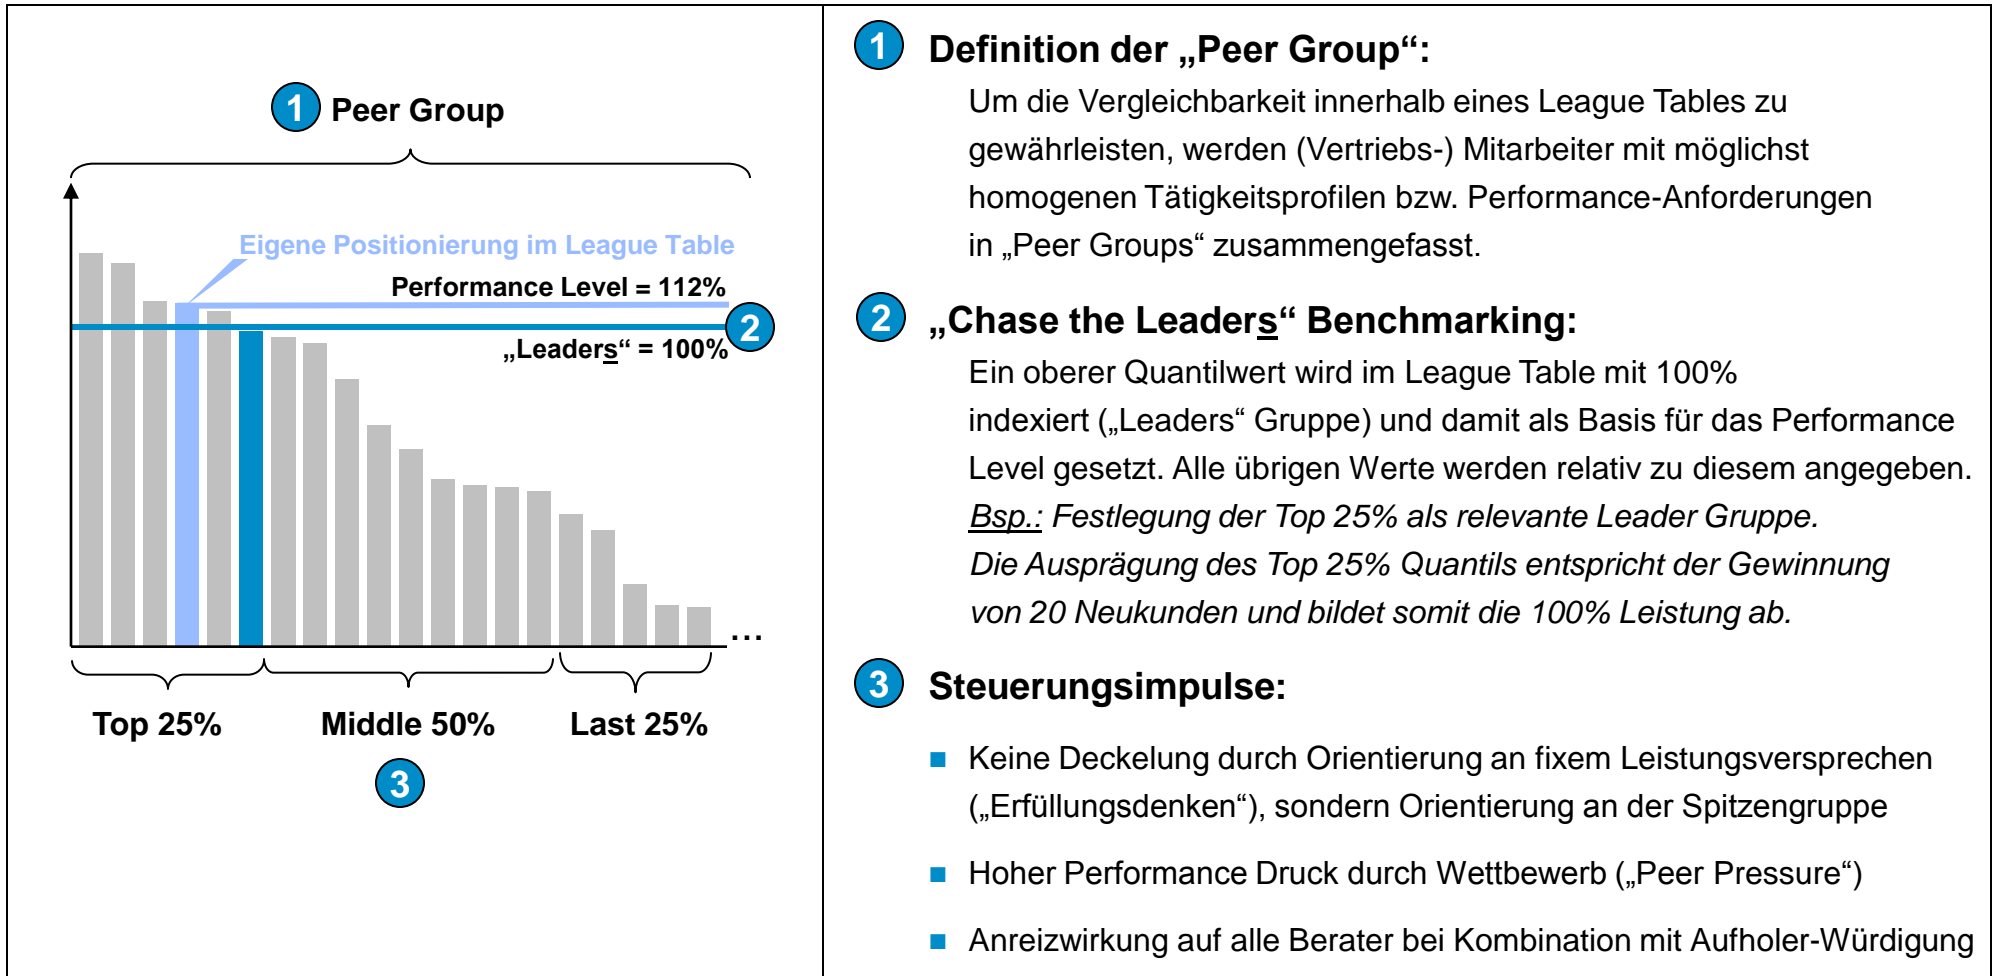 1 Peer Group
Eigene Positionierung im League Table
Performance Level = 112%
2
„Leaders“ = 100%
...
Top 25% Middle 50% Last 25%
3
1 Definition der „Peer Group“:
Um die Vergleichbarkeit innerhalb eines League Tables zu
gewährleisten, werden (Vertriebs-) Mitarbeiter mit möglichst
homogenen Tätigkeitsprofilen bzw. Performance-Anforderungen
in „Peer Groups“ zusammengefasst.
2 „Chase the Leaders“ Benchmarking:
Ein oberer Quantilwert wird im League Table mit 100%
indexiert („Leaders“ Gruppe) und damit als Basis für das Performance
Level gesetzt. Alle übrigen Werte werden relativ zu diesem angegeben.
Bsp.: Festlegung der Top 25% als relevante Leader Gruppe.
Die Ausprägung des Top 25% Quantils entspricht der Gewinnung
von 20 Neukunden und bildet somit die 100% Leistung ab.
3 Steuerungsimpulse:
Keine Deckelung durch Orientierung an fixem Leistungsversprechen
(„Erfüllungsdenken“), sondern Orientierung an der Spitzengruppe
Hoher Performance Druck durch Wettbewerb („Peer Pressure“)
Anreizwirkung auf alle Berater bei Kombination mit Aufholer-Würdigung